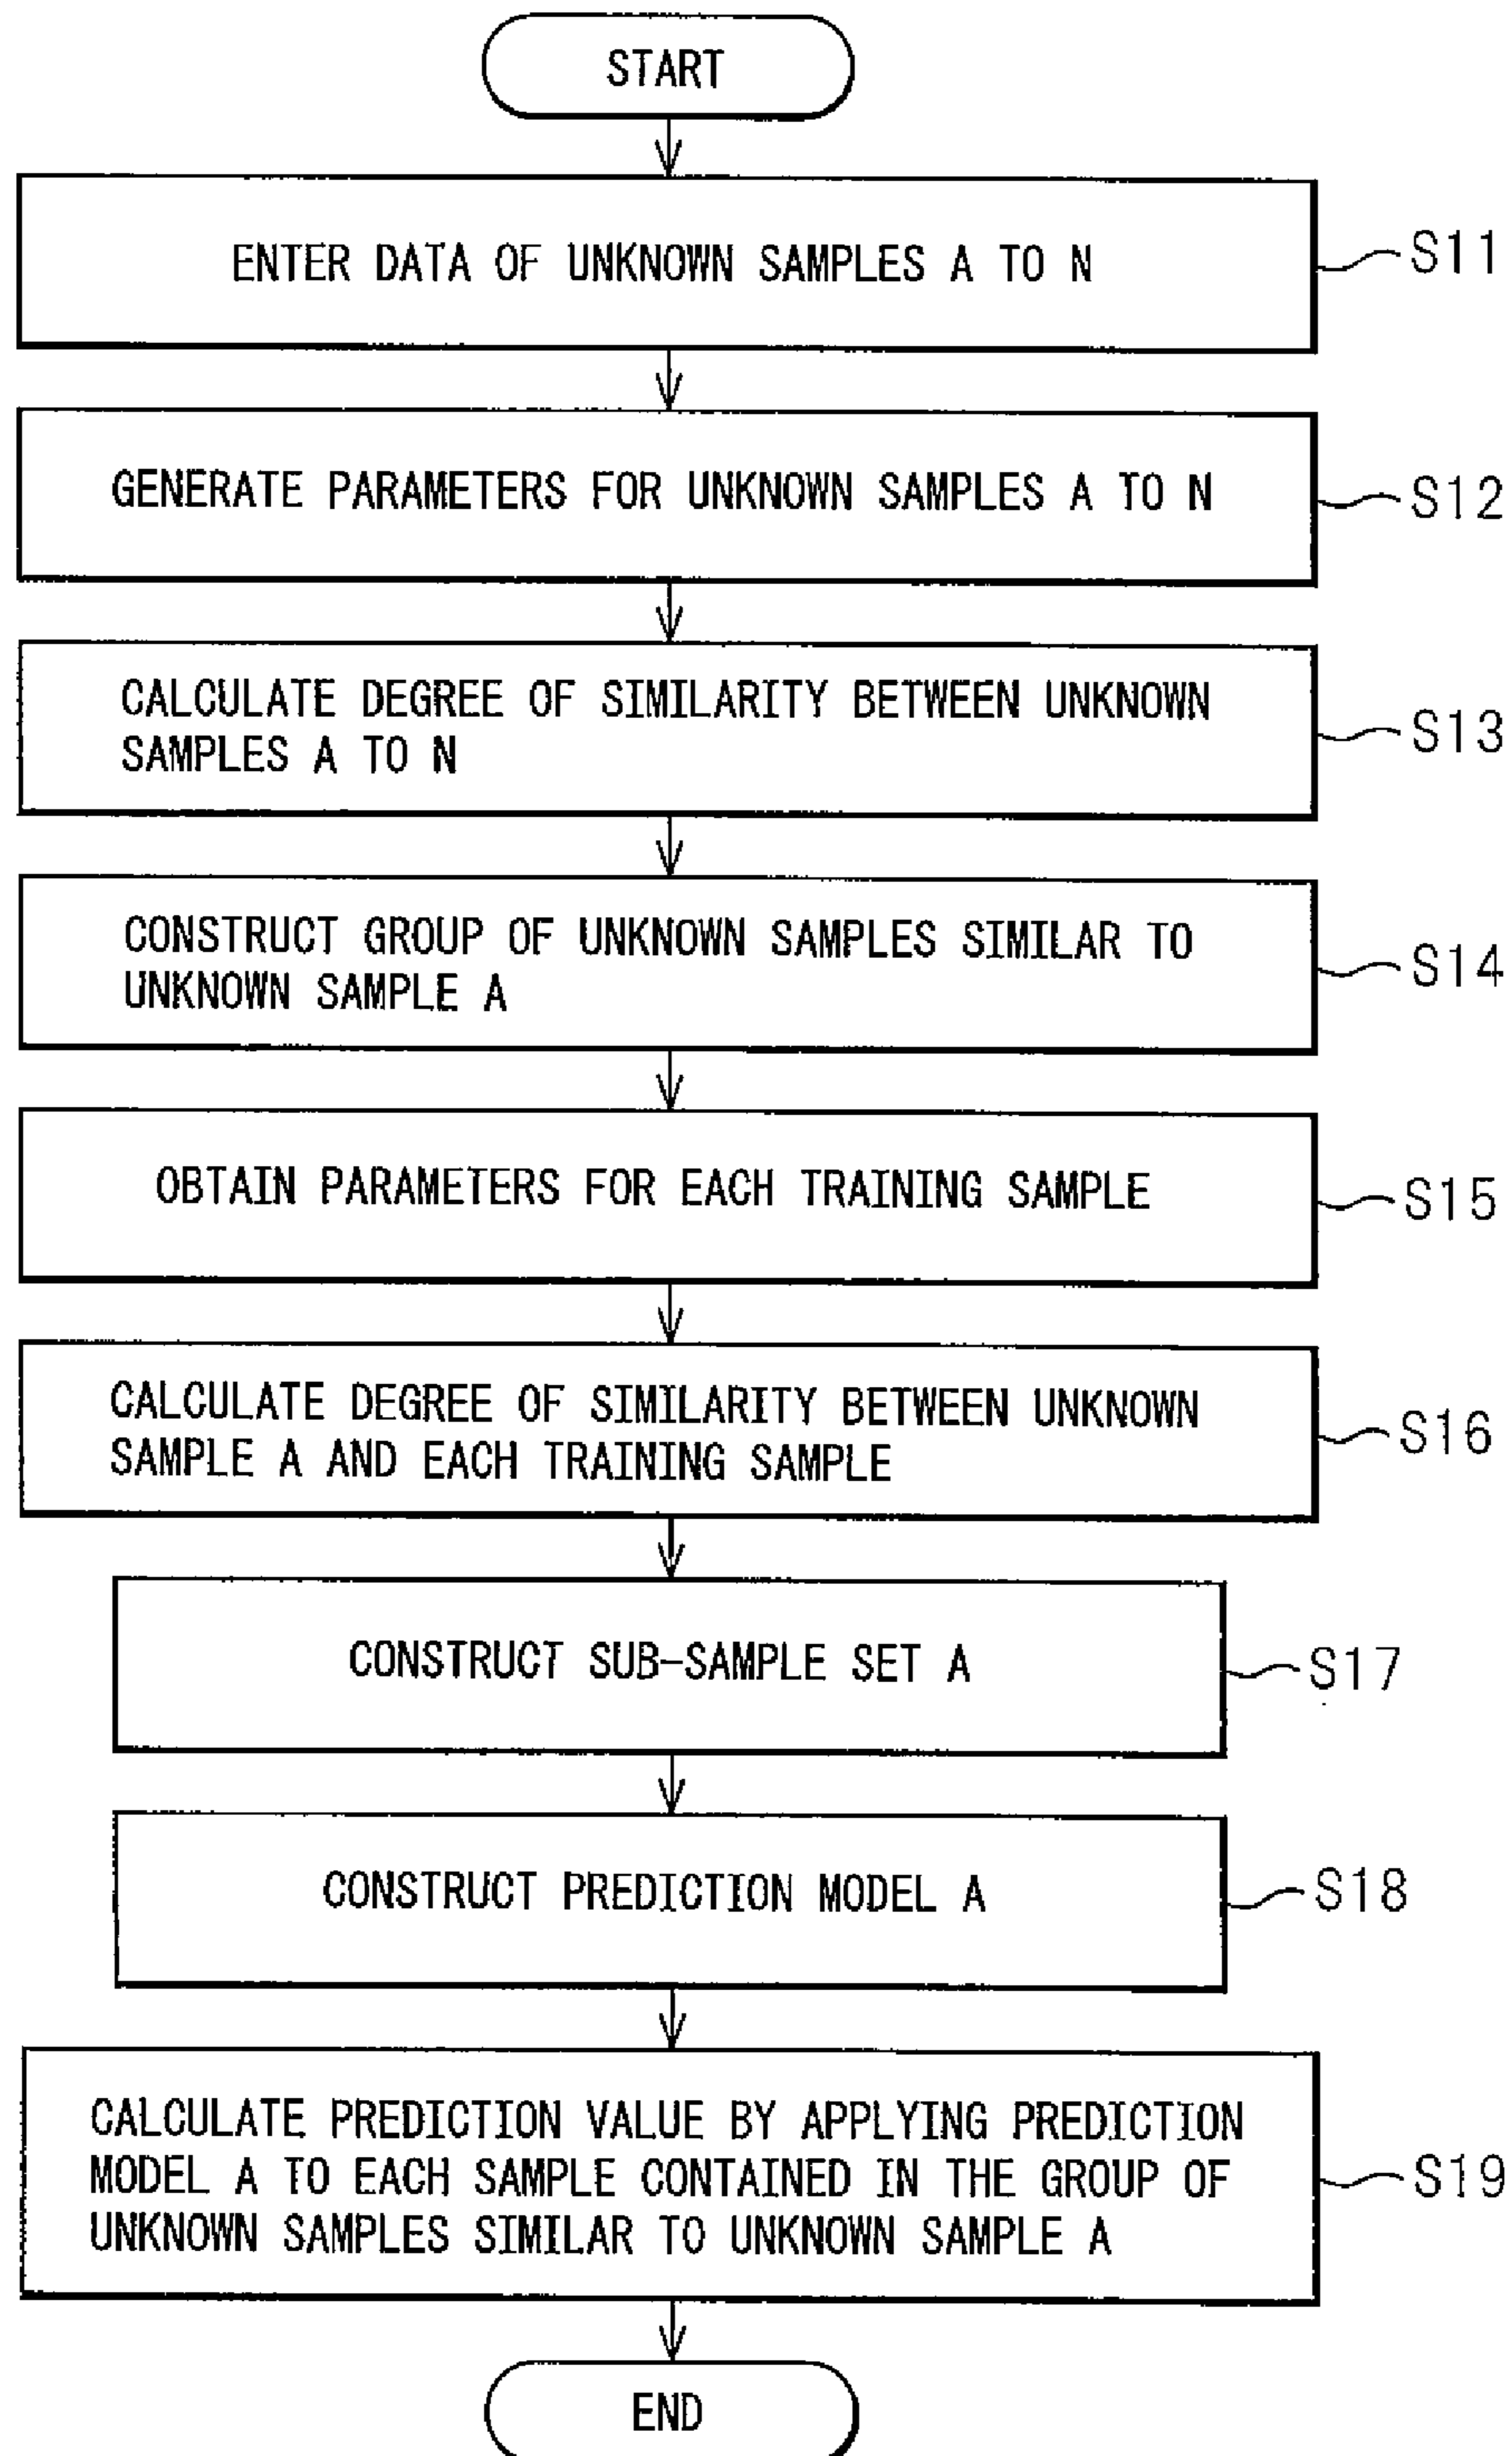 START
ENTER DATA OF UNKNOWN SAMPLES A TO N
S11
GENERATE PARAMETERS FOR UNKNOWN SAMPLES A TO N
S12
CALCULATE DEGREE OF SIMILARITY BETWEEN UNKNOWN
SAMPLES A TO N
S13
CONSTRUCT GROUP OF UNKNOWN SAMPLES SIMILAR TO
UNKNOWN SAMPLE A
S14
OBTAIN PARAMETERS FOR EACH TRAINING SAMPLE
S15
CALCULATE DEGREE OF SIMILARITY BETWEEN UNKNOWN
SAMPLE A AND EACH TRAINING SAMPLE
S16
CONSTRUCT SUB-SAMPLE SET A
S17
CONSTRUCT PREDICTION MODEL A
S18
CALCULATE PREDICTION VALUE BY APPLYING PREDICTION
MODEL A TO EACH SAMPLE CONTAINED IN THE GROUP OF
UNKNOWN SAMPLES SIMILAR TO UNKNOWN SAMPLE A
S19
END